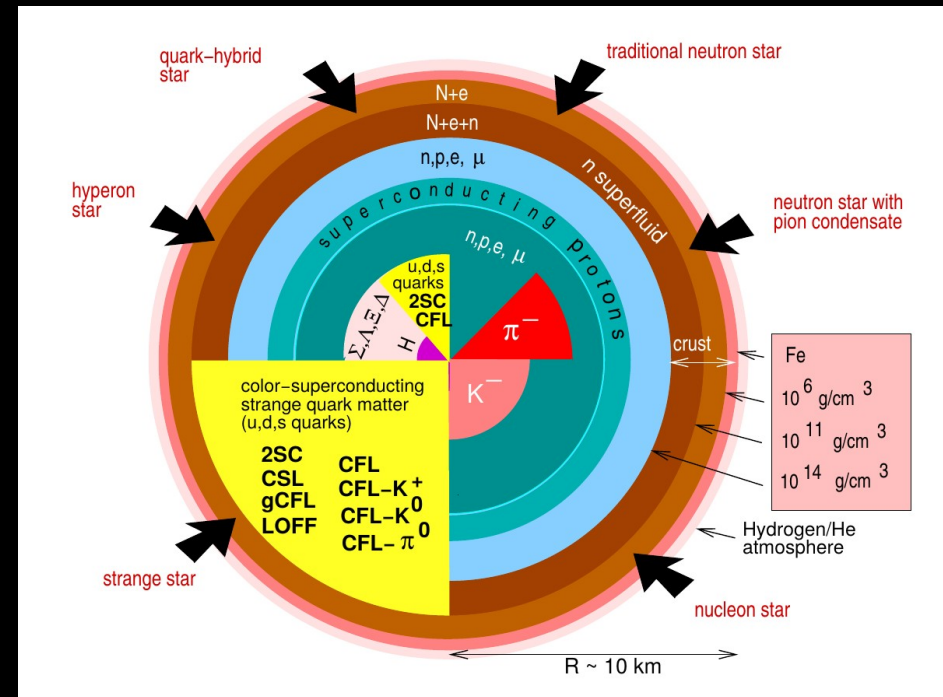 quark–hybrid
star
traditional neutron star
N+e
N+e+n
n,p,e, μ
n superfluid
hyperon
star
neutron star with
pion condensate
superconducting protons
n,p,e, μ
u,d,s
quarks
2SC
CFL
Σ,Λ,Ξ,Δ
H
π⁻
K⁻
crust
Fe
10⁶ g/cm³
10¹¹ g/cm³
10¹⁴ g/cm³
Hydrogen/He
atmosphere
color–superconducting
strange quark matter
(u,d,s quarks)
2SC
CSL
gCFL
LOFF
CFL
CFL–K⁺
CFL–K⁰
CFL–π⁰
strange star
nucleon star
R ~ 10 km